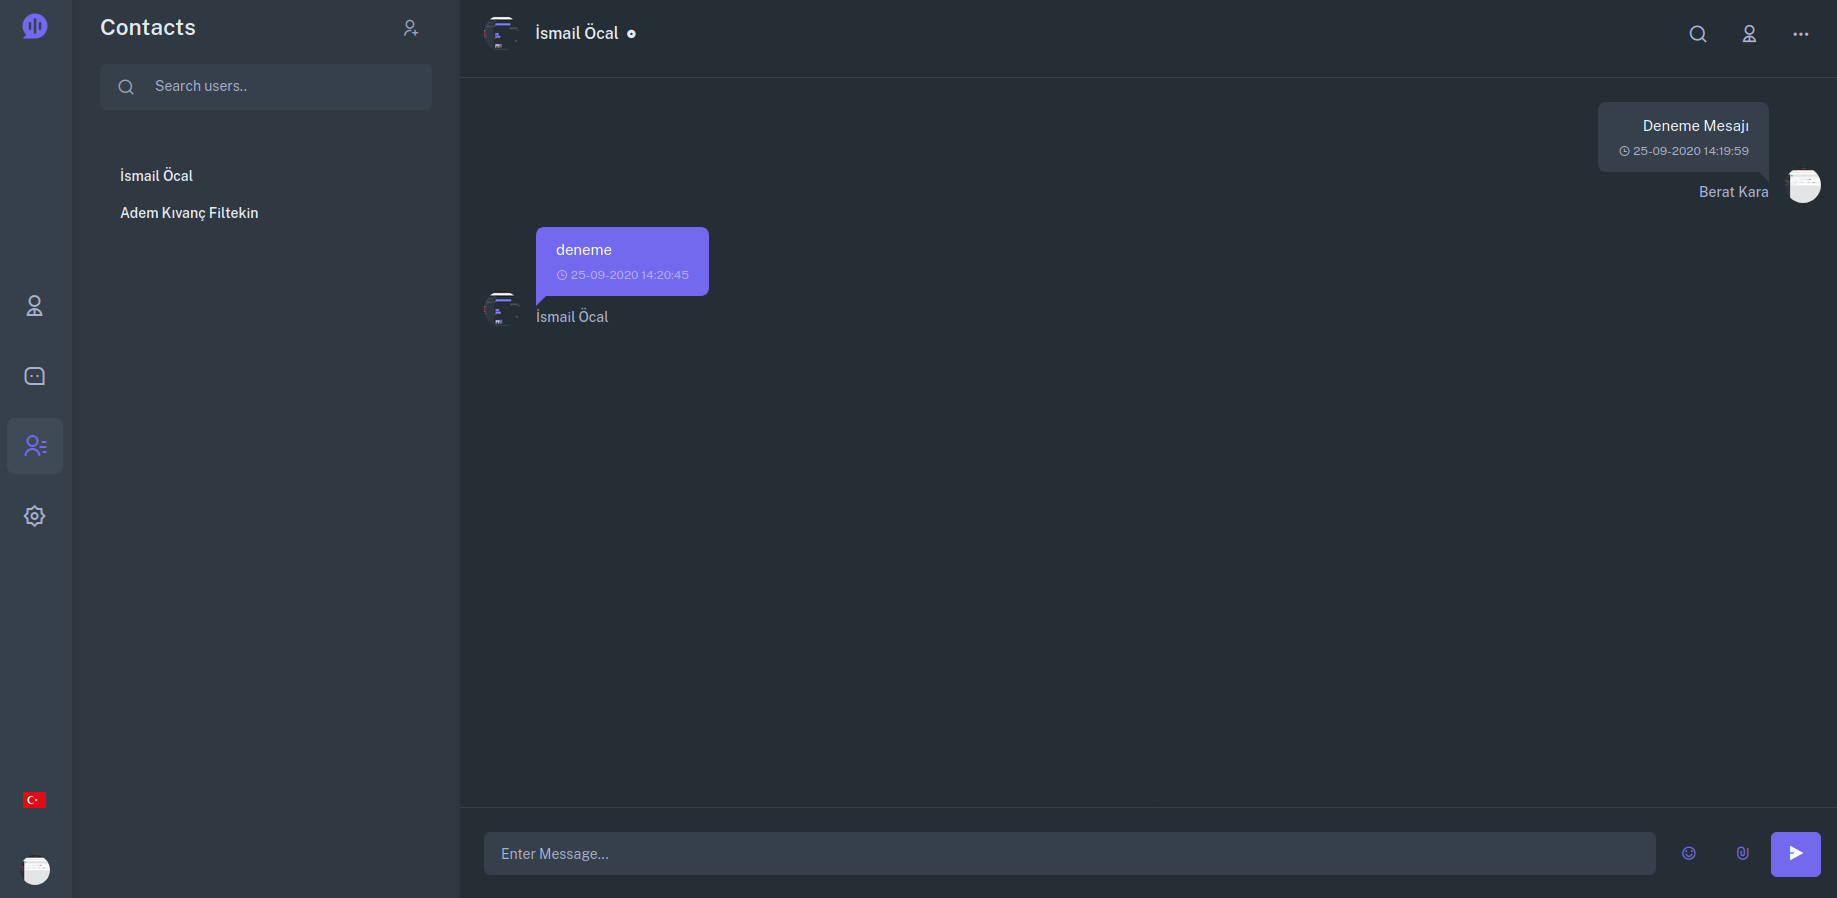 Contacts
Search users..
İsmail Öcal
Adem Kıvanç Filtekin
İsmail Öcal
Deneme Mesajı
25-09-2020 14:19:59
Berat Kara
deneme
25-09-2020 14:20:45
İsmail Öcal
Enter Message...